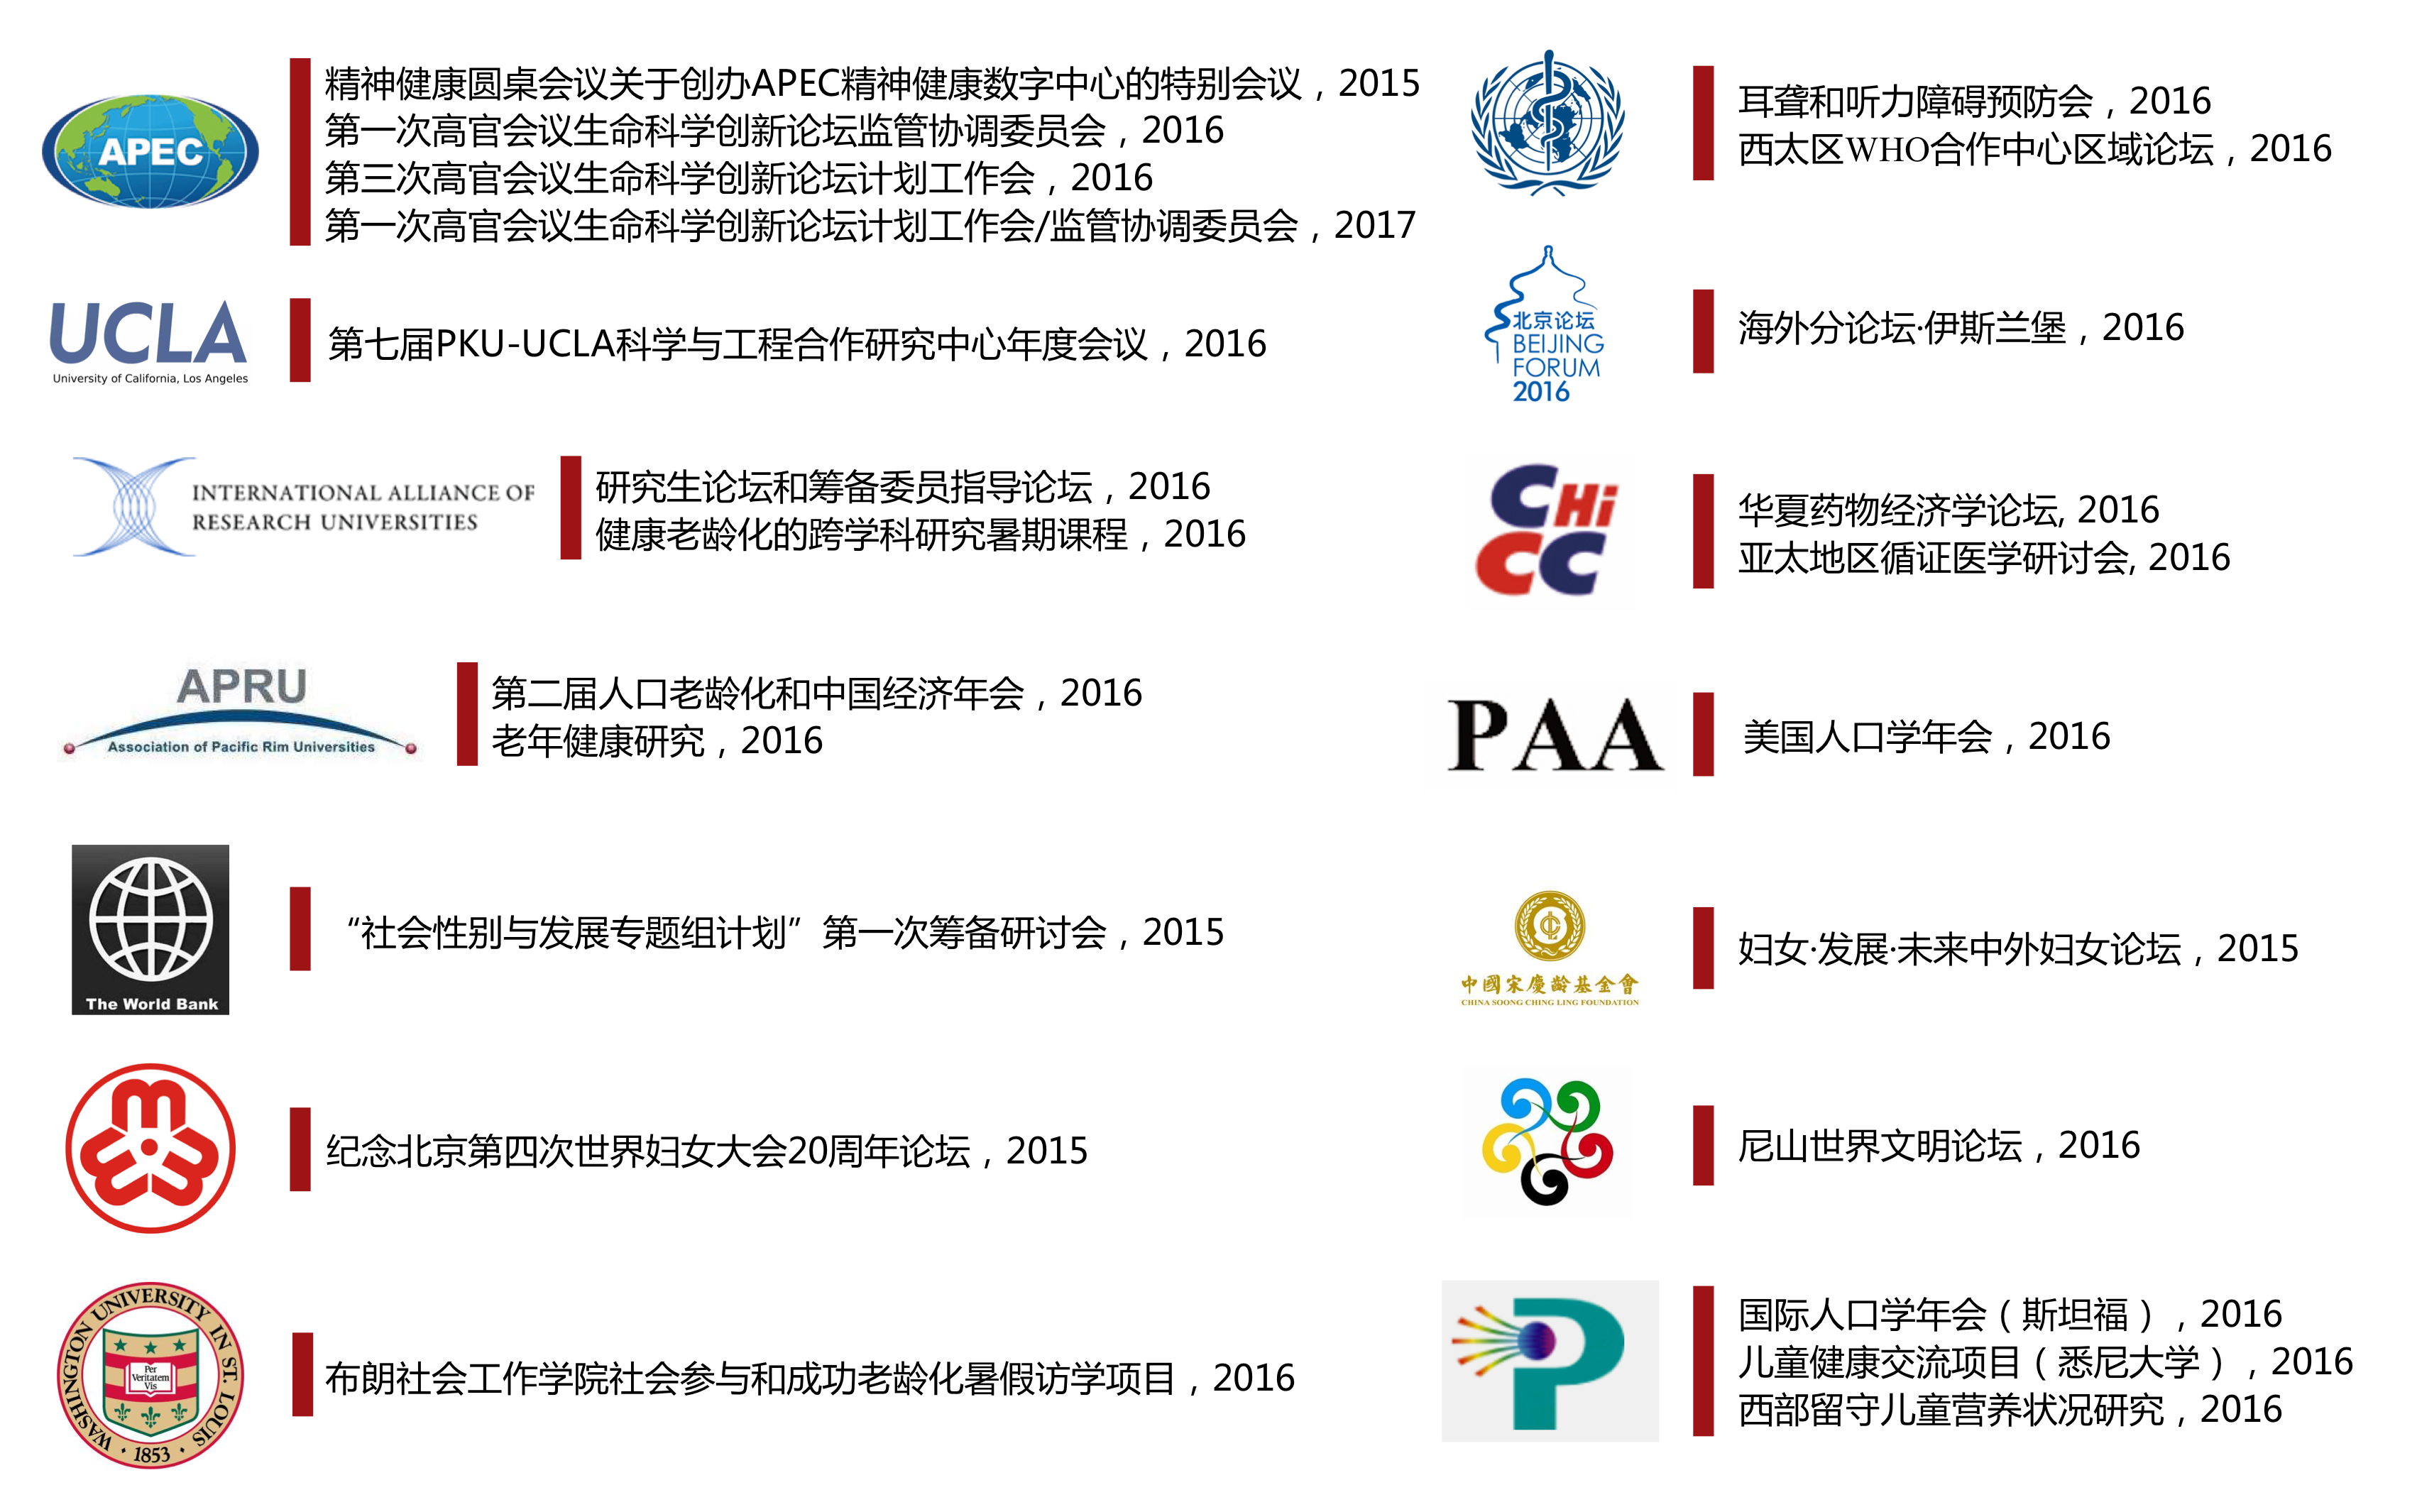 APEC
精神健康圆桌会议关于创办APEC精神健康数字中心的特别会议，2015
第一次高官会议生命科学创新论坛监管协调委员会，2016
第三次高官会议生命科学创新论坛计划工作会，2016
第一次高官会议生命科学创新论坛计划工作会/监管协调委员会，2017
UCLA
University of California, Los Angeles
第七届PKU-UCLA科学与工程合作研究中心年度会议，2016
INTERNATIONAL ALLIANCE OF
RESEARCH UNIVERSITIES
研究生论坛和筹备委员指导论坛，2016
健康老龄化的跨学科研究暑期课程，2016
APRU
Association of Pacific Rim Universities
第二届人口老龄化和中国经济年会，2016
老年健康研究，2016
The World Bank
“社会性别与发展专题组计划”第一次筹备研讨会，2015
纪念北京第四次世界妇女大会20周年论坛，2015
WASHINGTON UNIVERSITY IN ST. LOUIS
Per
Veritatem
Vis
· 1853 ·
布朗社会工作学院社会参与和成功老龄化暑假访学项目，2016
耳聋和听力障碍预防会，2016
西太区WHO合作中心区域论坛，2016
北京论坛
BEIJING
FORUM
2016
海外分论坛·伊斯兰堡，2016
CHi
CC
华夏药物经济学论坛, 2016
亚太地区循证医学研讨会, 2016
PAA
美国人口学年会，2016
中國宋慶齡基金會
CHINA SOONG CHING LING FOUNDATION
妇女·发展·未来中外妇女论坛，2015
尼山世界文明论坛，2016
P
国际人口学年会（斯坦福），2016
儿童健康交流项目（悉尼大学），2016
西部留守儿童营养状况研究，2016